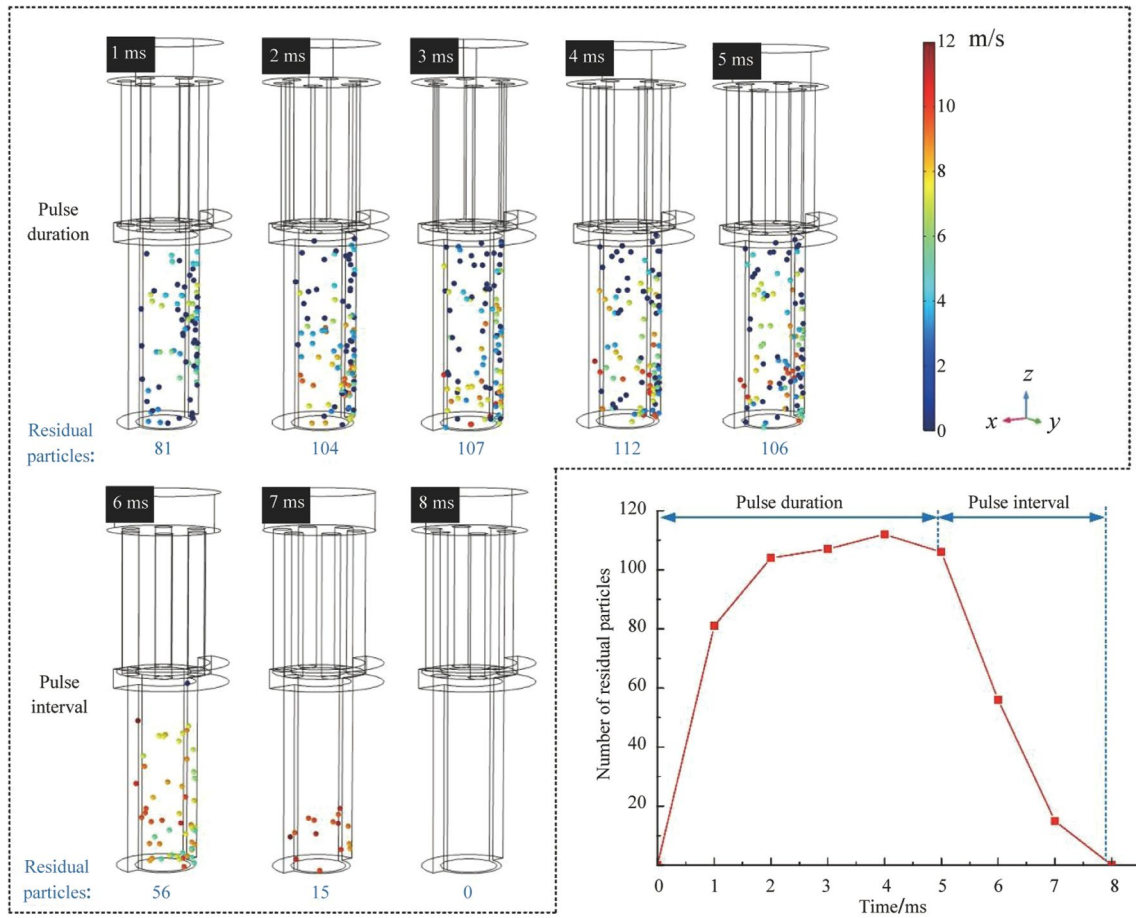 1 ms
2 ms
3 ms
4 ms
5 ms
12
m/s
10
8
6
4
2
0
Pulse
duration
z
x
y
Residual
particles:
81
104
107
112
106
6 ms
7 ms
8 ms
Pulse
interval
Residual
particles:
56
15
0
Pulse duration
Pulse interval
120
100
80
60
40
20
Number of residual particles
0
1
2
3
4
5
6
7
8
Time/ms